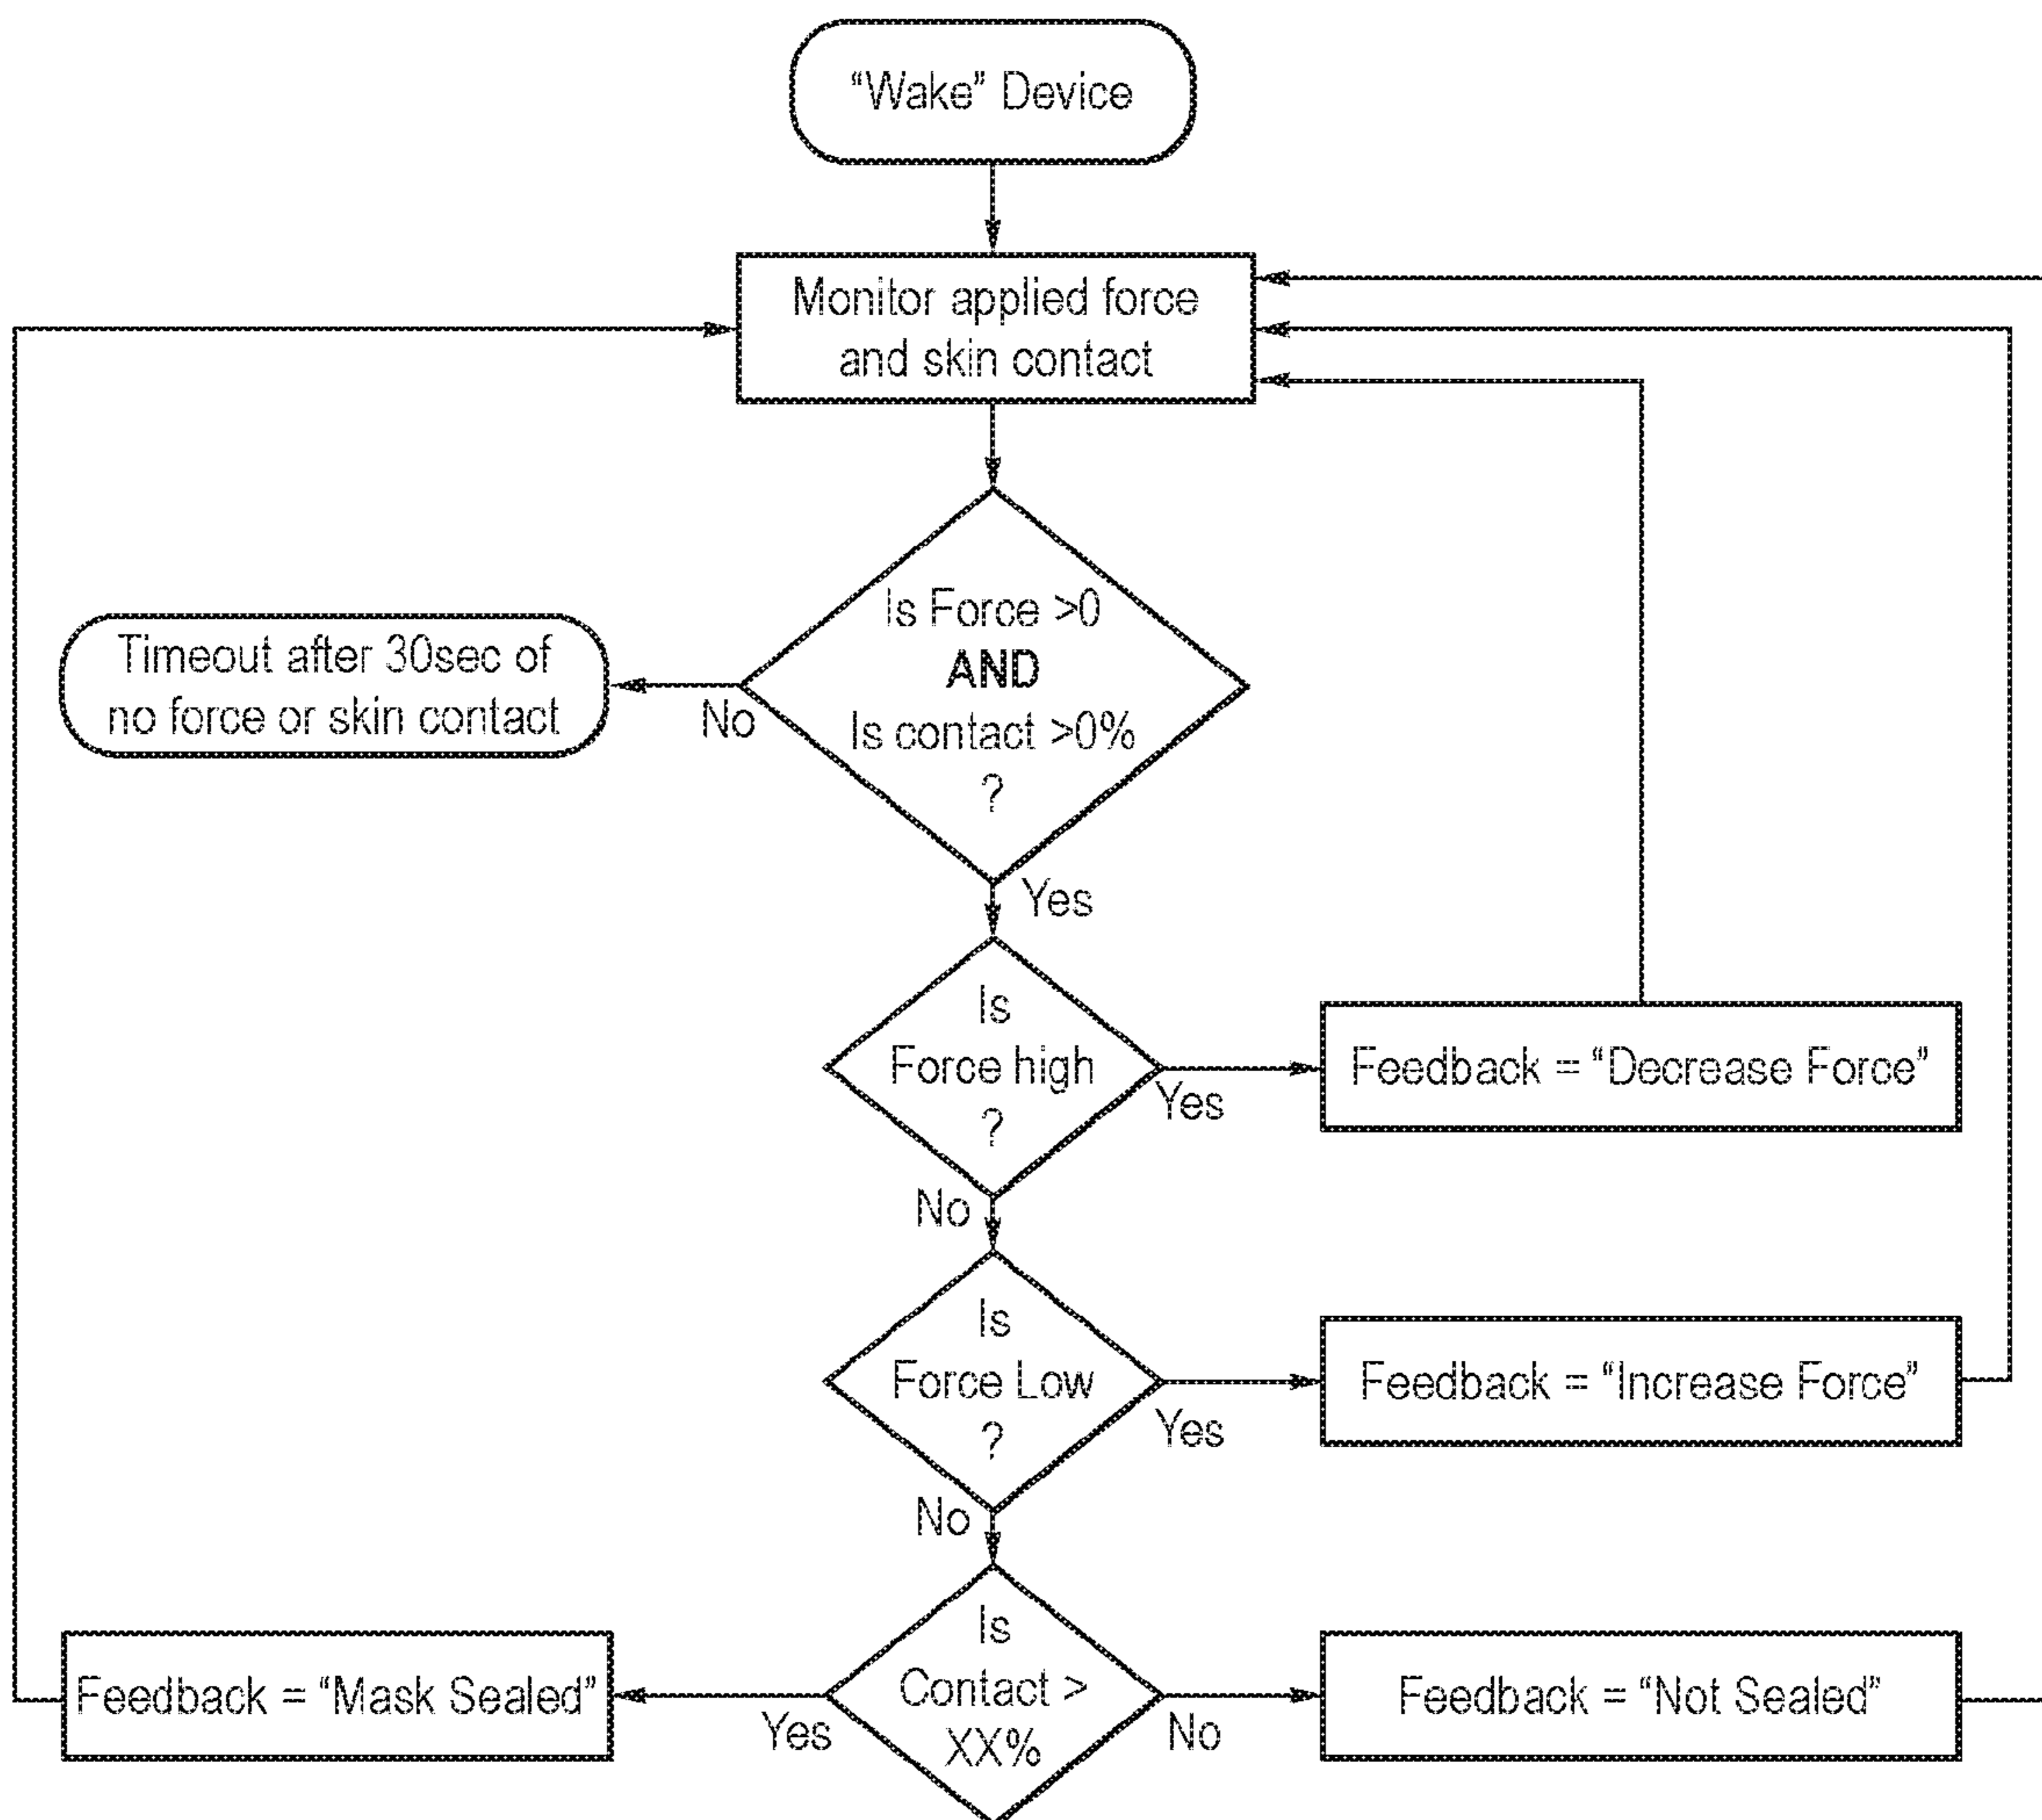 "Wake" Device
Monitor applied force
and skin contact
Is Force >0
AND
Is contact >0%
?
Timeout after 30sec of
no force or skin contact
No
Yes
Is
Force high
?
Yes
Feedback = "Decrease Force"
No
Is
Force Low
?
Yes
Feedback = "Increase Force"
No
Is
Contact >
XX%
Yes
Feedback = "Mask Sealed"
No
Feedback = "Not Sealed"